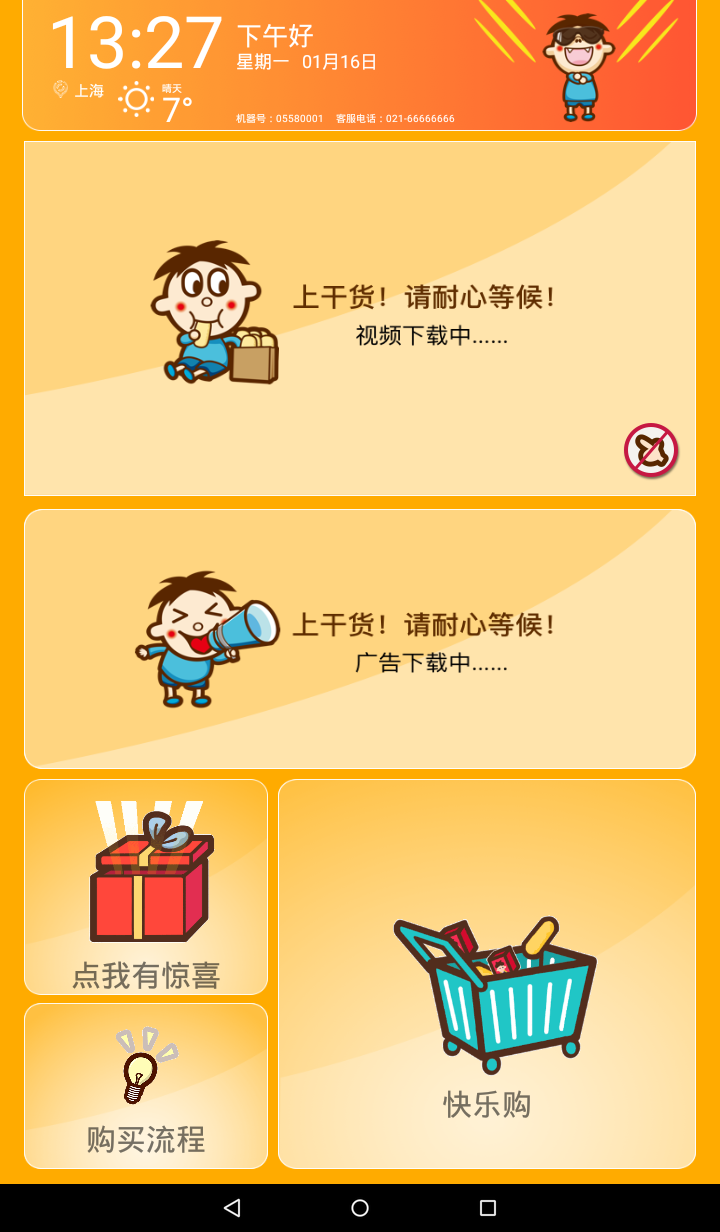 13:27
下午好
星期一 01月16日
上海
晴天
7°
机器号：05580001 客服电话：021-66666666
上干货！请耐心等候！
视频下载中......
上干货！请耐心等候！
广告下载中......
点我有惊喜
快乐购
购买流程